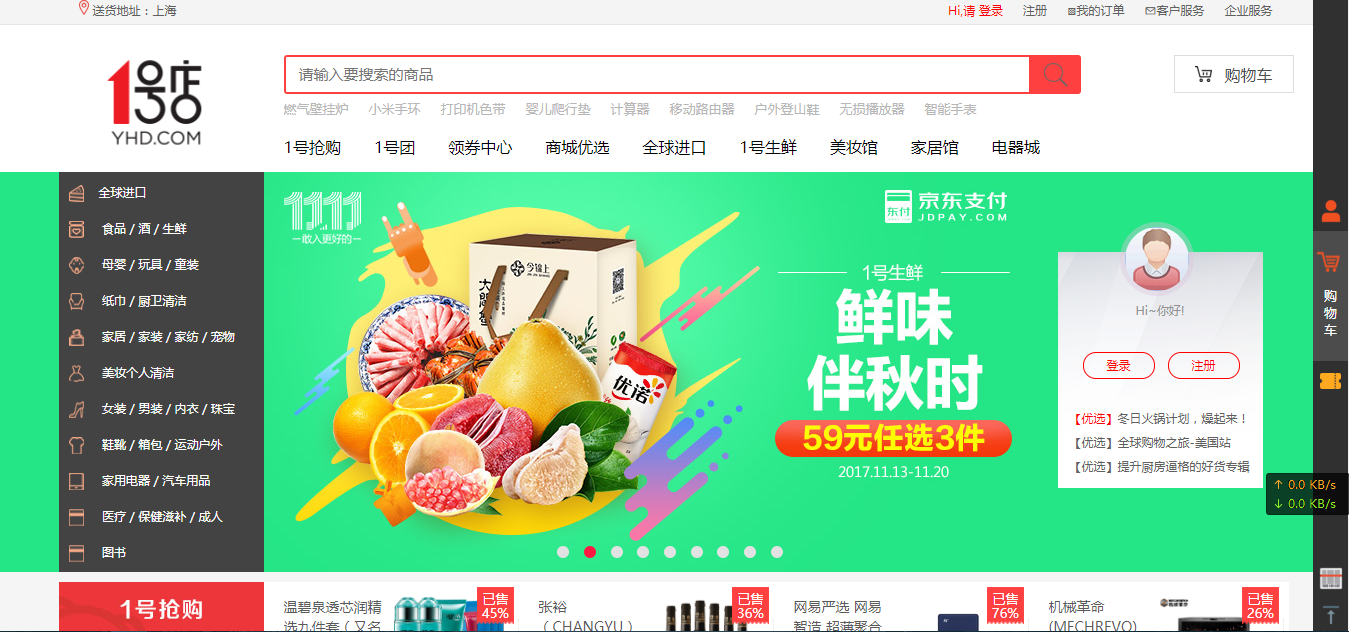 送货地址：上海
Hi,请 登录 注册 我的订单 客户服务 企业服务
1号店
YHD.COM
请输入要搜索的商品
购物车
燃气壁挂炉 小米手环 打印机色带 婴儿爬行垫 计算器 移动路由器 户外登山鞋 无损播放器 智能手表
1号抢购 1号团 领券中心 商城优选 全球进口 1号生鲜 美妆馆 家居馆 电器城
全球进口
食品 / 酒 / 生鲜
母婴 / 玩具 / 童装
纸巾 / 厨卫清洁
家居 / 家装 / 家纺 / 宠物
美妆个人清洁
女装 / 男装 / 内衣 / 珠宝
鞋靴 / 箱包 / 运动户外
家用电器 / 汽车用品
医疗 / 保健滋补 / 成人
图书
11.11
一敢入更好的一
今锦上
优诺
东付
京东支付
JDPAY.COM
1号生鲜
鲜味
伴秋时
59元任选3件
2017.11.13-11.20
Hi~你好!
登录 注册
【优选】冬日火锅计划，燥起来！
【优选】全球购物之旅-美国站
【优选】提升厨房逼格的好货专辑
购
物
车
↑ 0.0 KB/s
↓ 0.0 KB/s
1号抢购
温碧泉透芯润精
选九件套（又名
已售
45%
张裕
（CHANGYU）
已售
36%
网易严选 网易
智造 超薄聚合
已售
76%
机械革命
(MECHREVO)
已售
26%